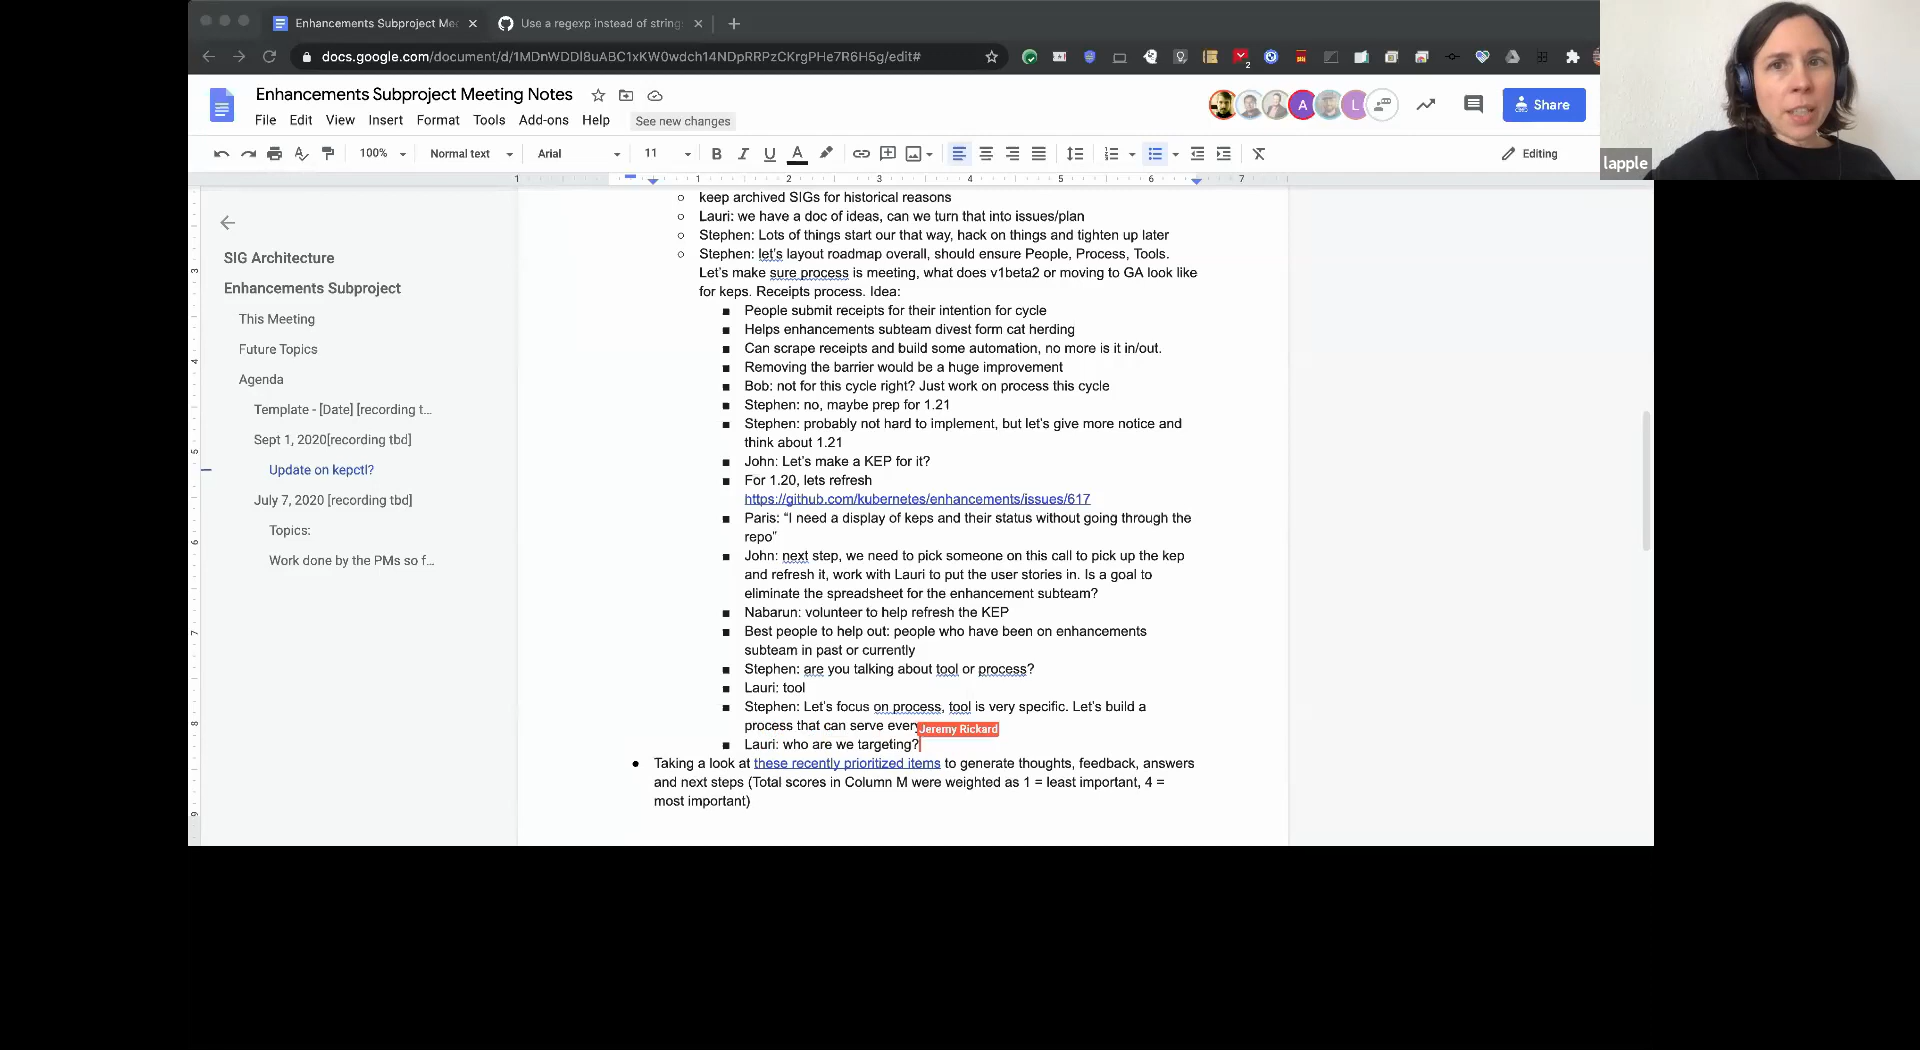 Enhancements Subproject Mee
Use a regexp instead of string
docs.google.com/document/d/1MDnWDDl8uABC1xKW0wdch14NDpRRPzCKrgPHe7R6H5g/edit#
2
Enhancements Subproject Meeting Notes
File Edit View Insert Format Tools Add-ons Help See new changes
A L Share
lapple
100% Normal text Arial 11 B I U A Editing
1 1 2 3 4 5 6 7
SIG Architecture
Enhancements Subproject
This Meeting
Future Topics
Agenda
Template - [Date] [recording t...
Sept 1, 2020[recording tbd]
Update on kepctl?
July 7, 2020 [recording tbd]
Topics:
Work done by the PMs so f...
3
4
5
6
7
8
9
keep archived SIGs for historical reasons
Lauri: we have a doc of ideas, can we turn that into issues/plan
Stephen: Lots of things start our that way, hack on things and tighten up later
Stephen: let's layout roadmap overall, should ensure People, Process, Tools.
Let's make sure process is meeting, what does v1beta2 or moving to GA look like
for keps. Receipts process. Idea:
People submit receipts for their intention for cycle
Helps enhancements subteam divest form cat herding
Can scrape receipts and build some automation, no more is it in/out.
Removing the barrier would be a huge improvement
Bob: not for this cycle right? Just work on process this cycle
Stephen: no, maybe prep for 1.21
Stephen: probably not hard to implement, but let's give more notice and
think about 1.21
John: Let's make a KEP for it?
For 1.20, lets refresh
https://github.com/kubernetes/enhancements/issues/617
Paris: “I need a display of keps and their status without going through the
repo”
John: next step, we need to pick someone on this call to pick up the kep
and refresh it, work with Lauri to put the user stories in. Is a goal to
eliminate the spreadsheet for the enhancement subteam?
Nabarun: volunteer to help refresh the KEP
Best people to help out: people who have been on enhancements
subteam in past or currently
Stephen: are you talking about tool or process?
Lauri: tool
Stephen: Let's focus on process, tool is very specific. Let's build a
process that can serve every
Jeremy Rickard
Lauri: who are we targeting?
Taking a look at these recently prioritized items to generate thoughts, feedback, answers
and next steps (Total scores in Column M were weighted as 1 = least important, 4 =
most important)